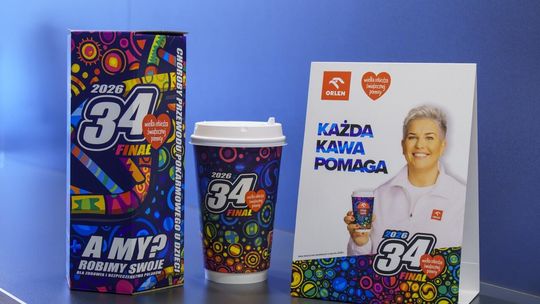 2026
34
FINAŁ
wielka orkiestra
świątecznej
pomocy
A MY?
ROBIMY SWOJE
DLA ZDROWIA I BEZPIECZEŃSTWA POLAKÓW
CHOROBY PRZEWODU POKARMOWEGO U DZIECI
2026
34
FINAŁ
wielka orkiestra
świątecznej
pomocy
ORLEN
wielka orkiestra
świątecznej
pomocy
KAŻDA
KAWA
POMAGA
ORLEN
2026
34
FINAŁ
wielka orkiestra
świątecznej
pomocy